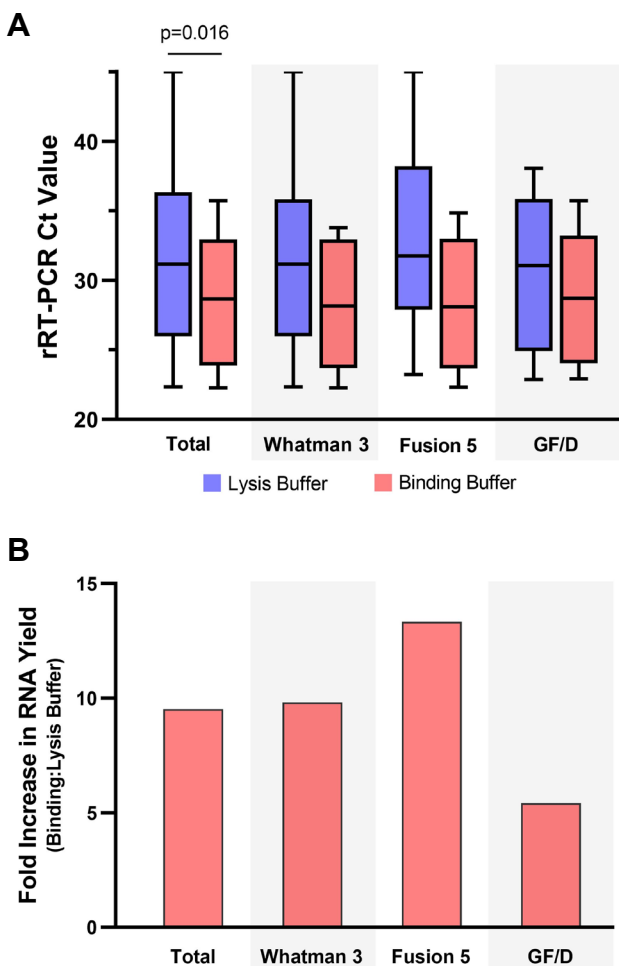 A
p=0.016
rRT-PCR Ct Value
40
30
20
Total
Whatman 3
Fusion 5
GF/D
Lysis Buffer
Binding Buffer
B
Fold Increase in RNA Yield
(Binding:Lysis Buffer)
15
10
5
0
Total
Whatman 3
Fusion 5
GF/D